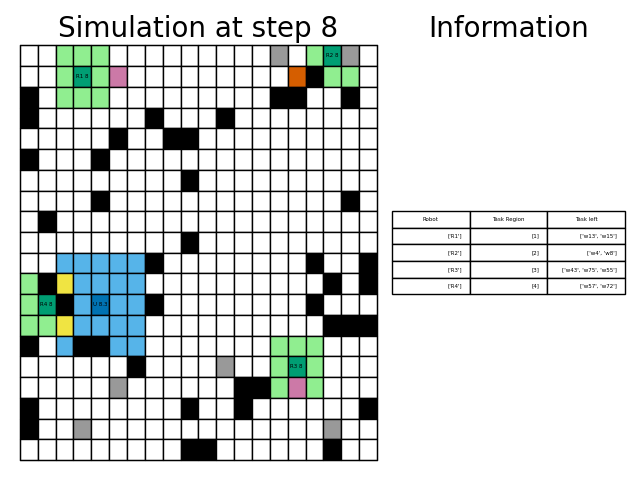 Simulation at step 8
Information
R1 8
R2 8
R4 8
U 8.3
R3 8
Robot Task Region Task left
['R1'] [1] ['w13', 'w15']
['R2'] [2] ['w4', 'w8']
['R3'] [3] ['w43', 'w75', 'w55']
['R4'] [4] ['w57', 'w72']